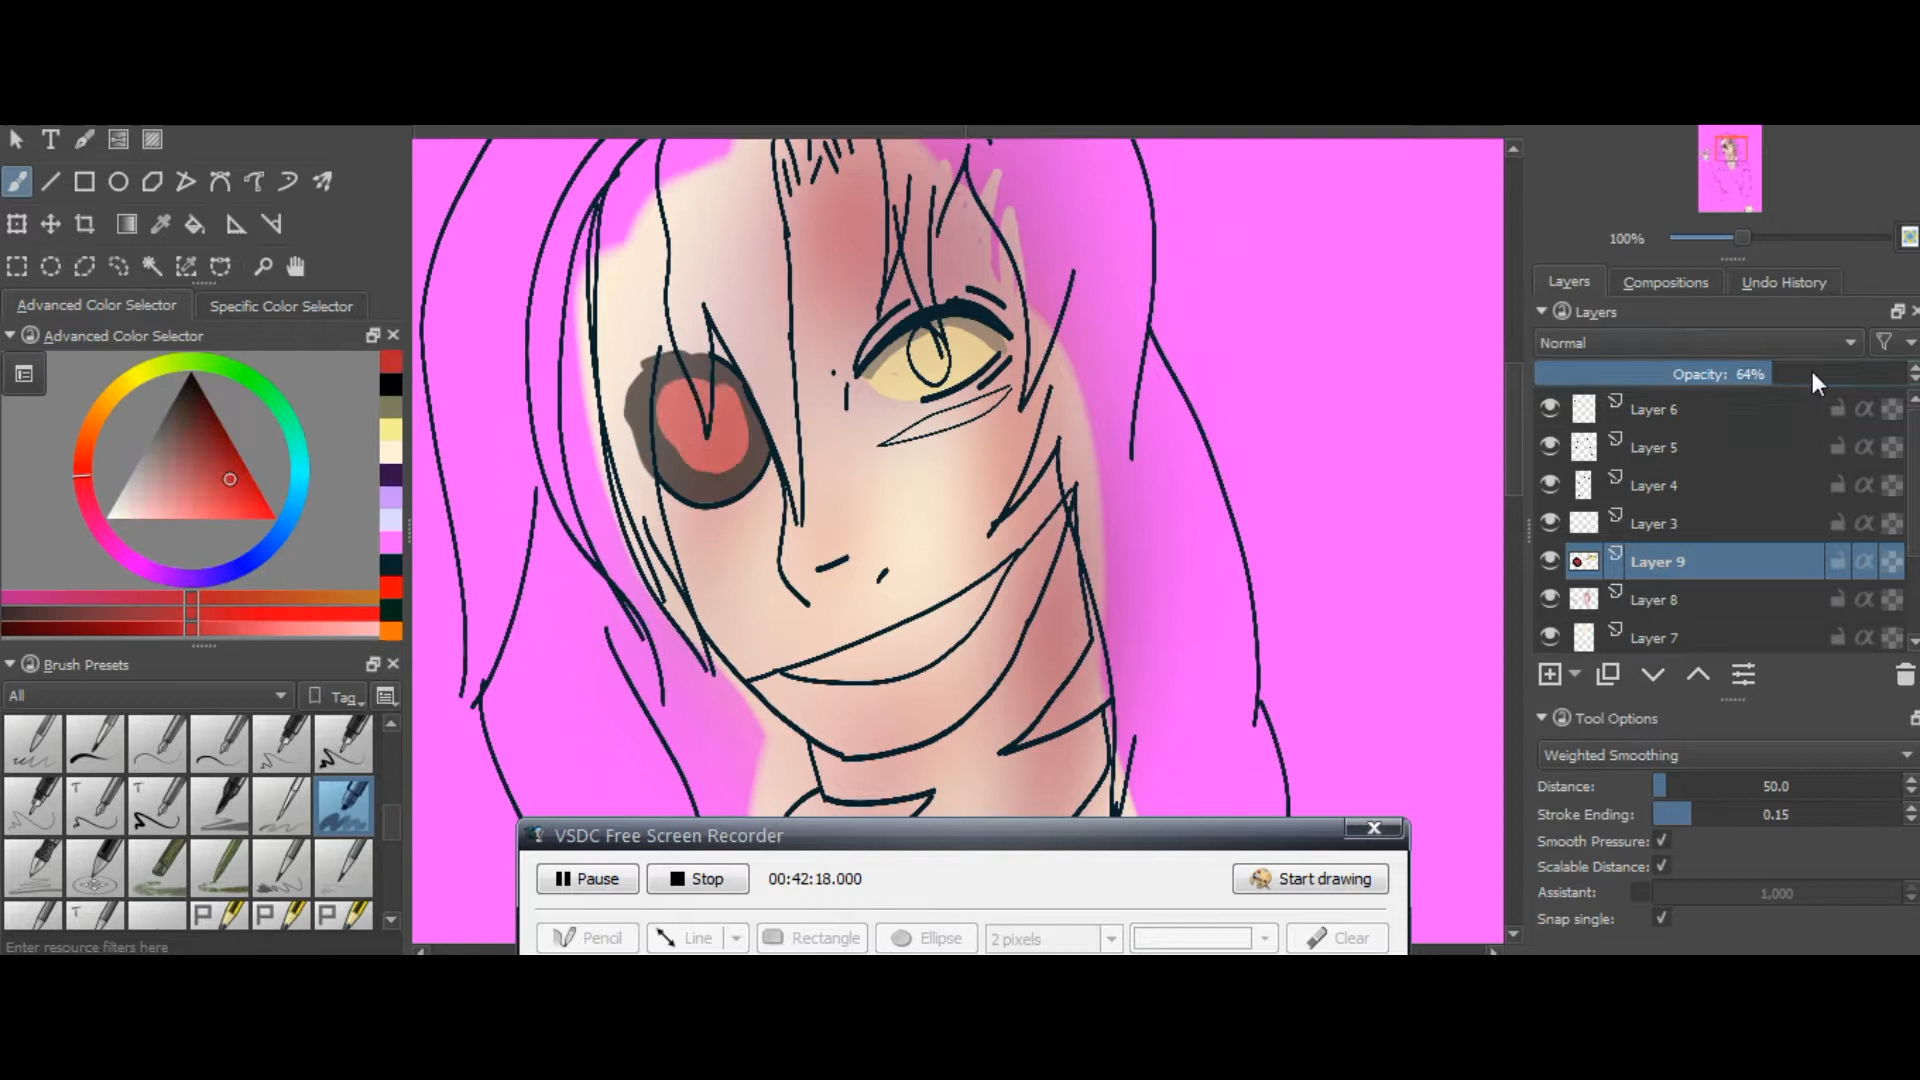 100%
Advanced Color Selector
Specific Color Selector
Advanced Color Selector
Brush Presets
All
Tag
T
T
T
P
P
P
Enter resource filters here
Layers
Compositions
Undo History
Layers
Normal
Opacity: 64%
Layer 6
Layer 5
Layer 4
Layer 3
Layer 9
Layer 8
Layer 7
Tool Options
Weighted Smoothing
Distance: 50.0
Stroke Ending: 0.15
Smooth Pressure:
Scalable Distance:
Assistant: 1,000
Snap single:
VSDC Free Screen Recorder
Pause
Stop
00:42:18.000
Start drawing
Pencil
Line
Rectangle
Ellipse
2 pixels
Clear